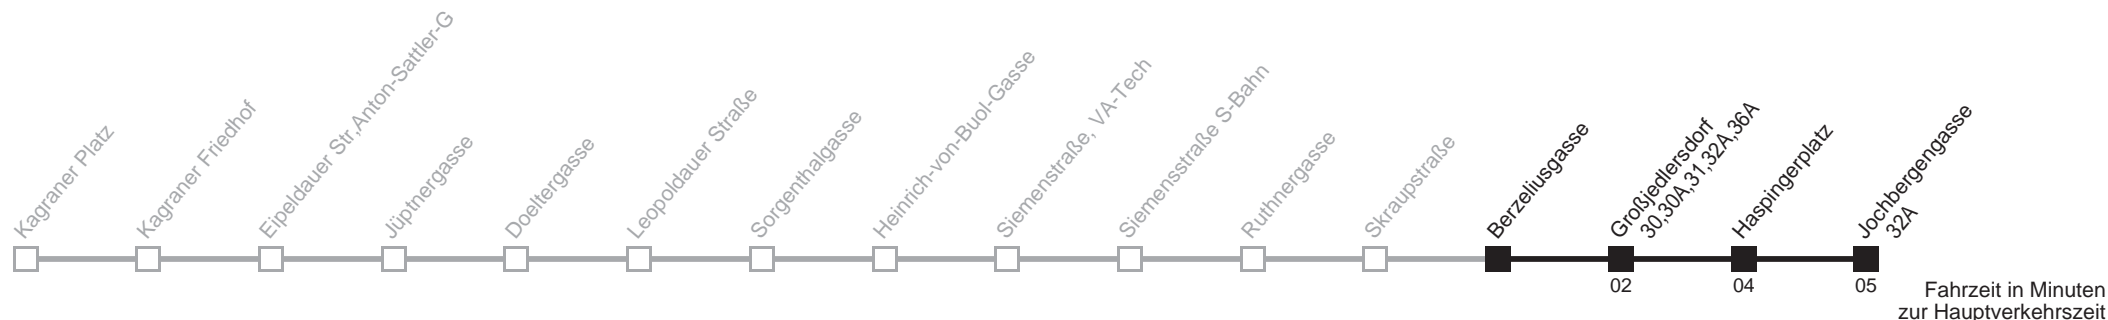 Kagraner Platz
Kagraner Friedhof
Eipeldauer Str,Anton-Sattler-G
Jüptnergasse
Doeltergasse
Leopoldauer Straße
Sorgenthalgasse
Heinrich-von-Buol-Gasse
Siemenstraße, VA-Tech
Siemensstraße S-Bahn
Ruthnergasse
Skraupstraße
Berzeliusgasse
Großjedlersdorf
30,30A,31,32A,36A
Haspingerplatz
Jochbergengasse
32A
02
04
05
Fahrzeit in Minuten
zur Hauptverkehrszeit